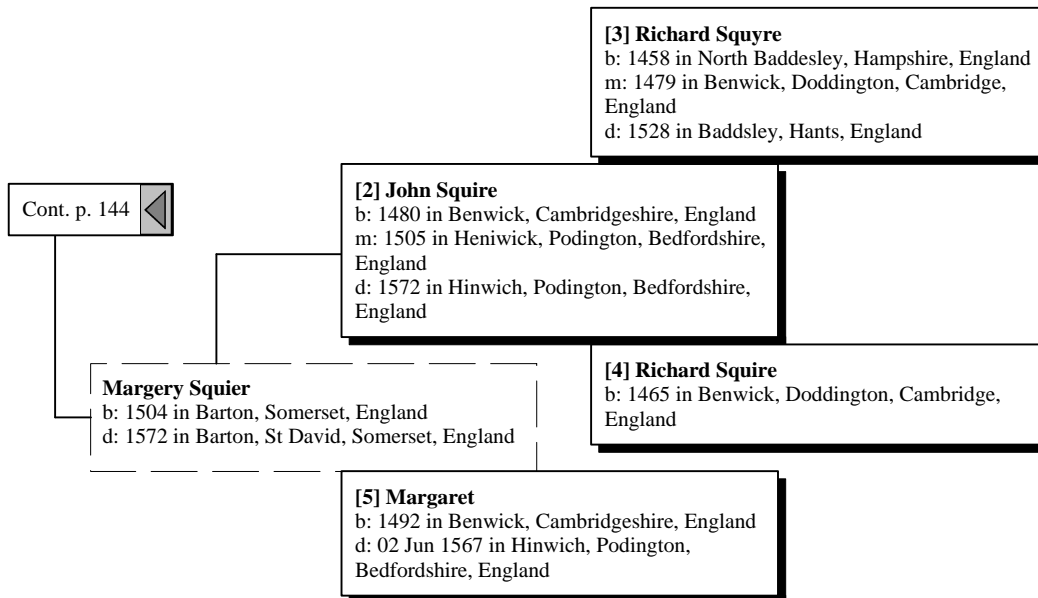 [3] Richard Squyre
b: 1458 in North Baddesley, Hampshire, England
m: 1479 in Benwick, Doddington, Cambridge,
England
d: 1528 in Baddsley, Hants, England
[2] John Squire
b: 1480 in Benwick, Cambridgeshire, England
m: 1505 in Heniwick, Podington, Bedfordshire,
England
d: 1572 in Hinwich, Podington, Bedfordshire,
England
Cont. p. 144
[4] Richard Squire
b: 1465 in Benwick, Doddington, Cambridge,
England
Margery Squier
b: 1504 in Barton, Somerset, England
d: 1572 in Barton, St David, Somerset, England
[5] Margaret
b: 1492 in Benwick, Cambridgeshire, England
d: 02 Jun 1567 in Hinwich, Podington,
Bedfordshire, England